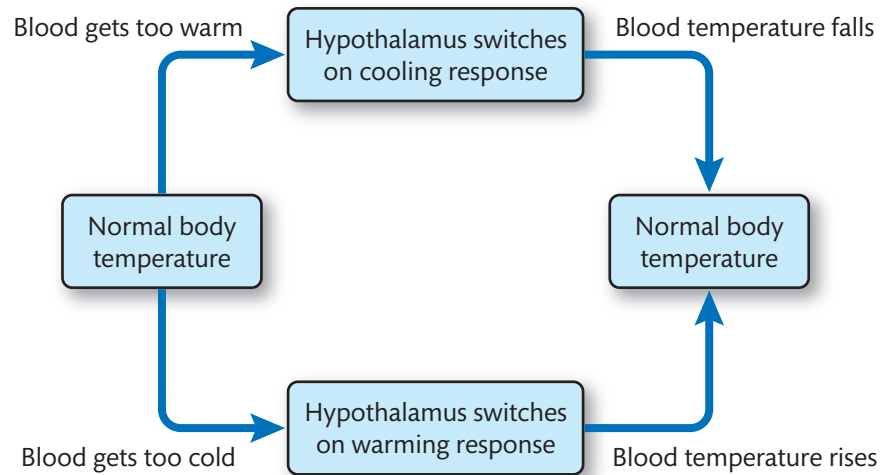 Blood gets too warm
Hypothalamus switches
on cooling response
Blood temperature falls
Normal body
temperature
Normal body
temperature
Blood gets too cold
Hypothalamus switches
on warming response
Blood temperature rises